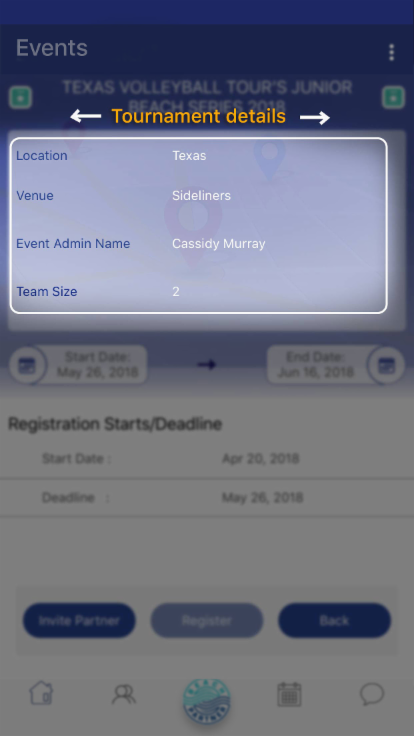 Events
TEXAS VOLLEYBALL TOUR'S JUNIOR
BEACH SERIES 2018
Tournament details
Location Texas
Venue Sideliners
Event Admin Name Cassidy Murray
Team Size 2
Start Date: End Date:
May 26, 2018 Jun 16, 2018
Registration Starts/Deadline
Start Date : Apr 20, 2018
Deadline : May 26, 2018
Invite Partner Register Back